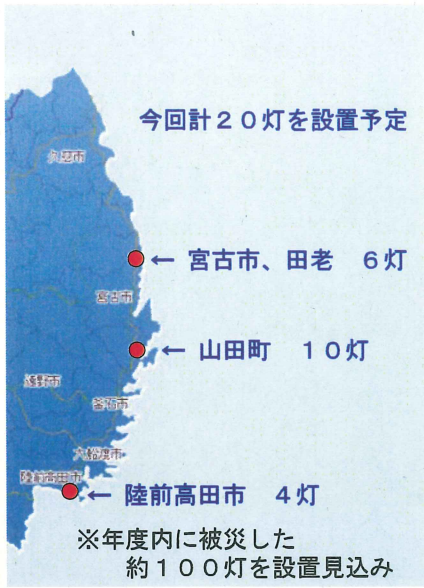 今回計２０灯を設置予定
久慈市
← 宮古市、田老　６灯
宮古市
← 山田町　１０灯
遠野市
釜石市
大船渡市
陸前高田市
← 陸前高田市　４灯
※年度内に被災した
約１００灯を設置見込み